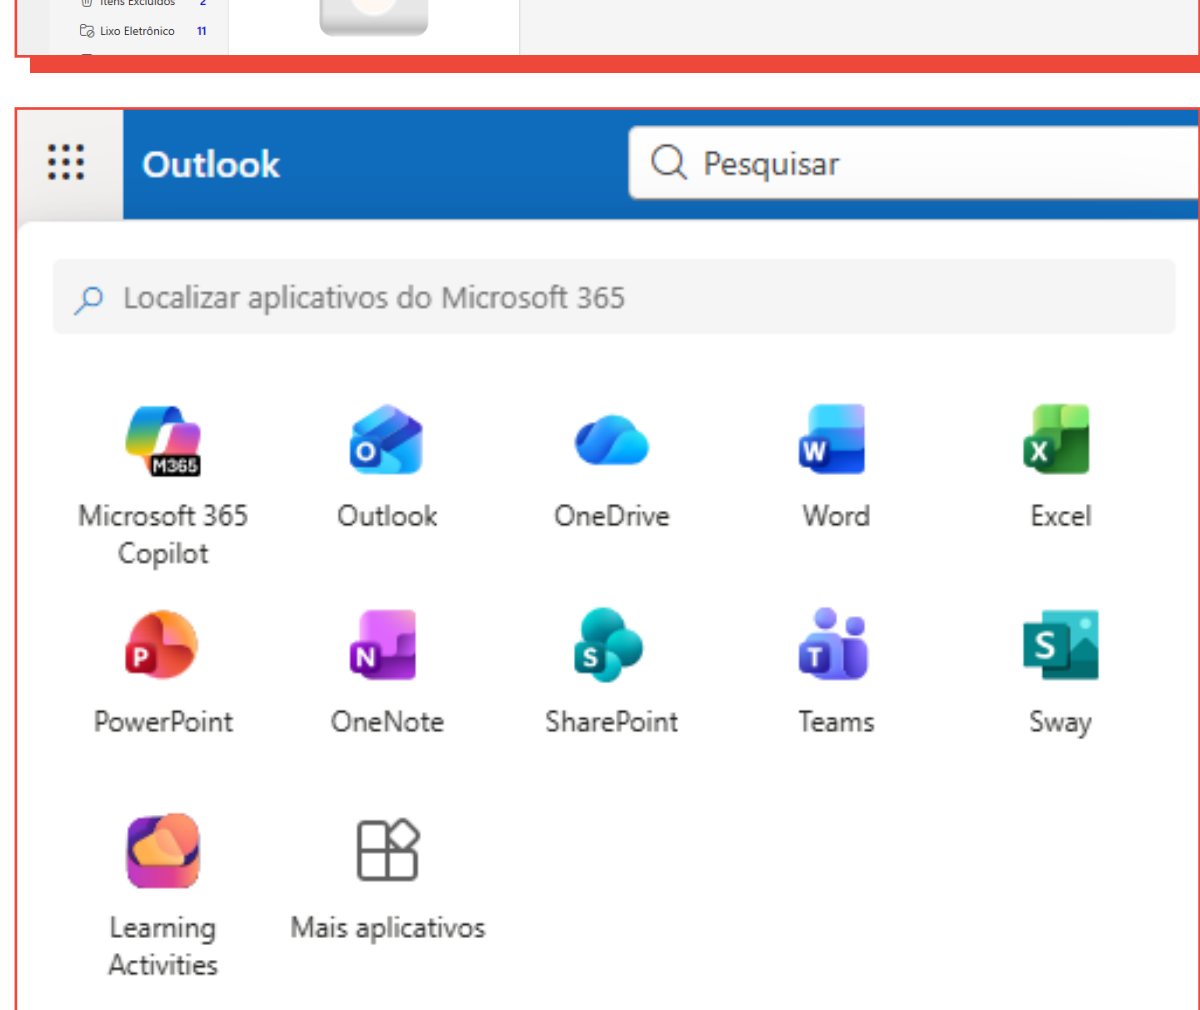 Itens Excluídos 2
Lixo Eletrônico 11
Outlook
Pesquisar
Localizar aplicativos do Microsoft 365
M365
O
W
X
Microsoft 365
Copilot
Outlook
OneDrive
Word
Excel
P
N
S
T
S
PowerPoint
OneNote
SharePoint
Teams
Sway
Learning
Activities
Mais aplicativos